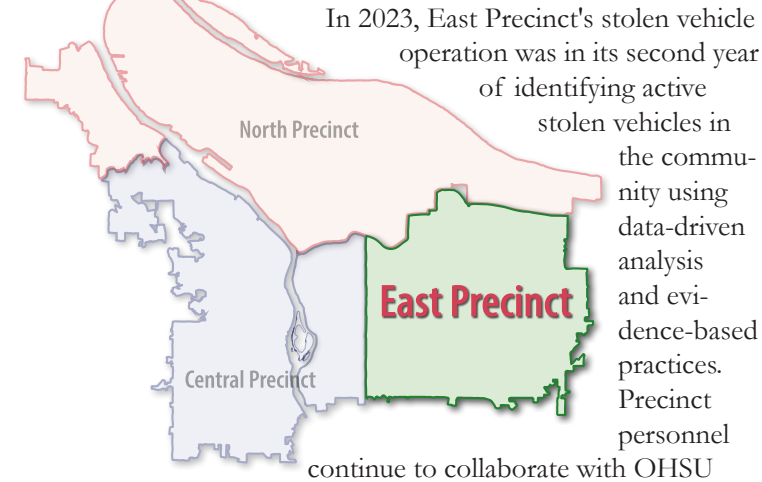 In 2023, East Precinct's stolen vehicle
operation was in its second year
of identifying active
stolen vehicles in
the commu-
nity using
data-driven
analysis
and evi-
dence-based
practices.
Precinct
personnel
continue to collaborate with OHSU
North Precinct
East Precinct
Central Precinct